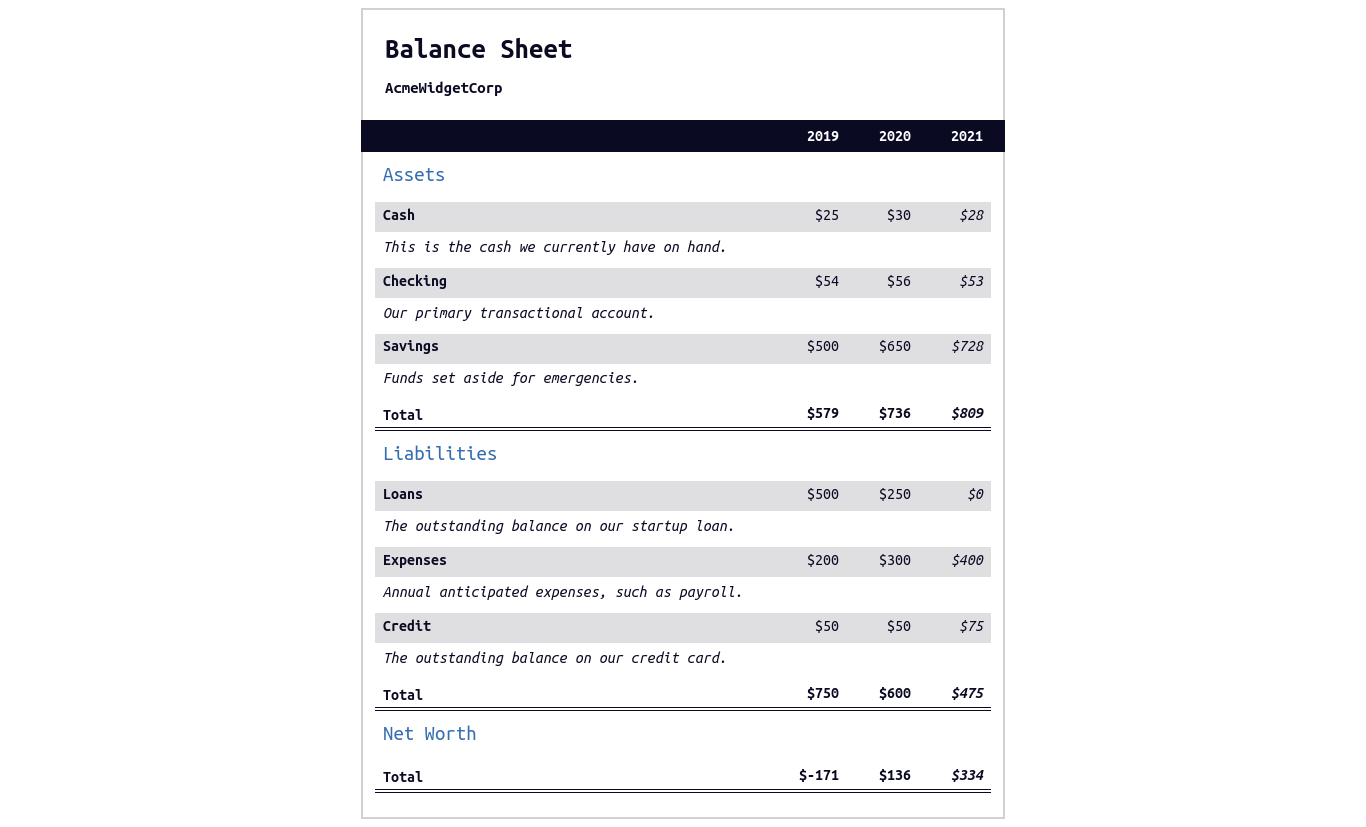 Balance Sheet
AcmeWidgetCorp
2019 2020 2021
Assets
Cash $25 $30 $28
This is the cash we currently have on hand.
Checking $54 $56 $53
Our primary transactional account.
Savings $500 $650 $728
Funds set aside for emergencies.
Total $579 $736 $809
Liabilities
Loans $500 $250 $0
The outstanding balance on our startup loan.
Expenses $200 $300 $400
Annual anticipated expenses, such as payroll.
Credit $50 $50 $75
The outstanding balance on our credit card.
Total $750 $600 $475
Net Worth
Total $-171 $136 $334